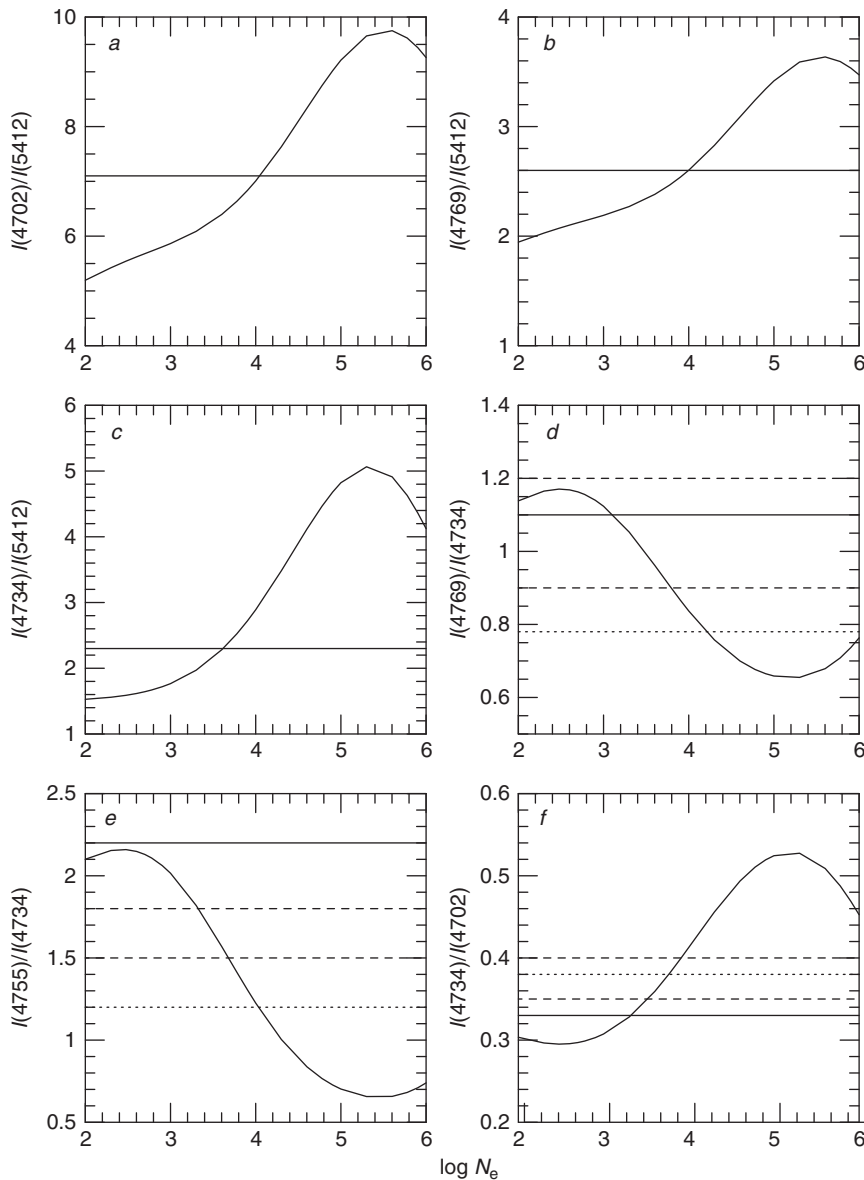 a
I(4702)/I(5412)
10
8
6
4
2 3 4 5 6
b
I(4769)/I(5412)
4
3
2
1
2 3 4 5 6
c
I(4734)/I(5412)
6
5
4
3
2
1
2 3 4 5 6
d
I(4769)/I(4734)
1.4
1.2
1
0.8
0.6
2 3 4 5 6
e
I(4755)/I(4734)
2.5
2
1.5
1
0.5
2 3 4 5 6
f
I(4734)/I(4702)
0.6
0.5
0.4
0.3
0.2
2 3 4 5 6
log Ne